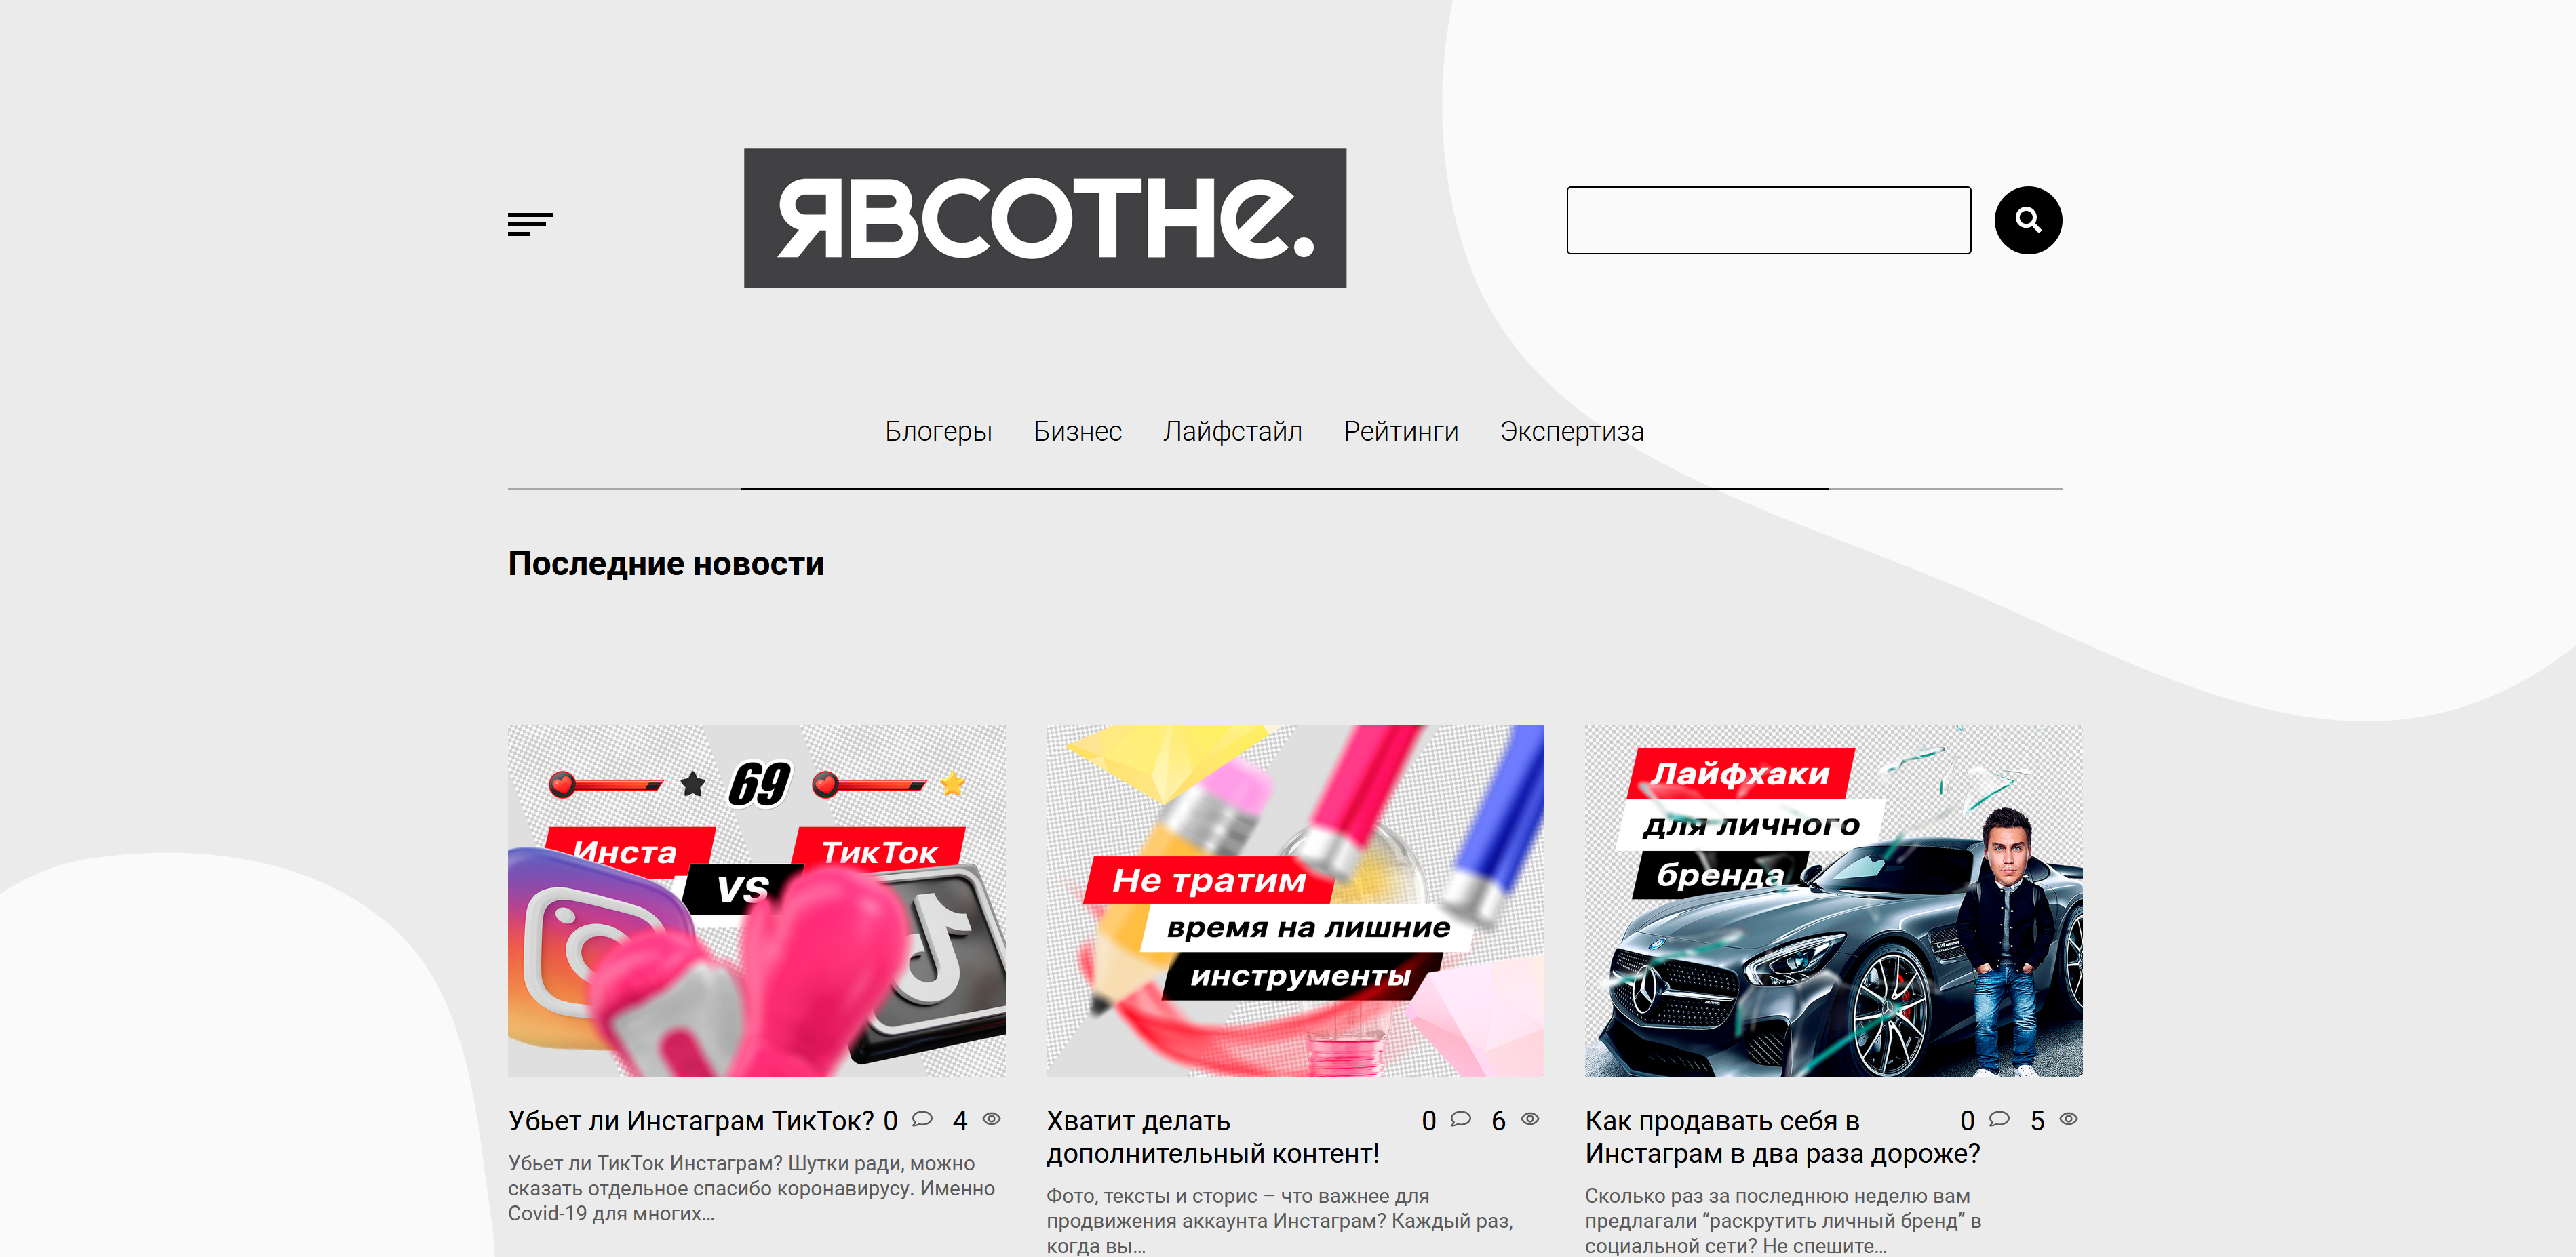 ЯВСОТНе.
Блогеры Бизнес Лайфстайл Рейтинги Экспертиза
Последние новости
69
Инста
ТикТок
VS
Не тратим
время на лишние
инструменты
Лайфхаки
для личного
бренда
Убьет ли Инстаграм ТикТок? 0 4
Убьет ли ТикТок Инстаграм? Шутки ради, можно
сказать отдельное спасибо коронавирусу. Именно
Covid-19 для многих...
Хватит делать 0 6
дополнительный контент!
Фото, тексты и сторис – что важнее для
продвижения аккаунта Инстаграм? Каждый раз,
когда вы...
Как продавать себя в 0 5
Инстаграм в два раза дороже?
Сколько раз за последнюю неделю вам
предлагали “раскрутить личный бренд” в
социальной сети? Не спешите...